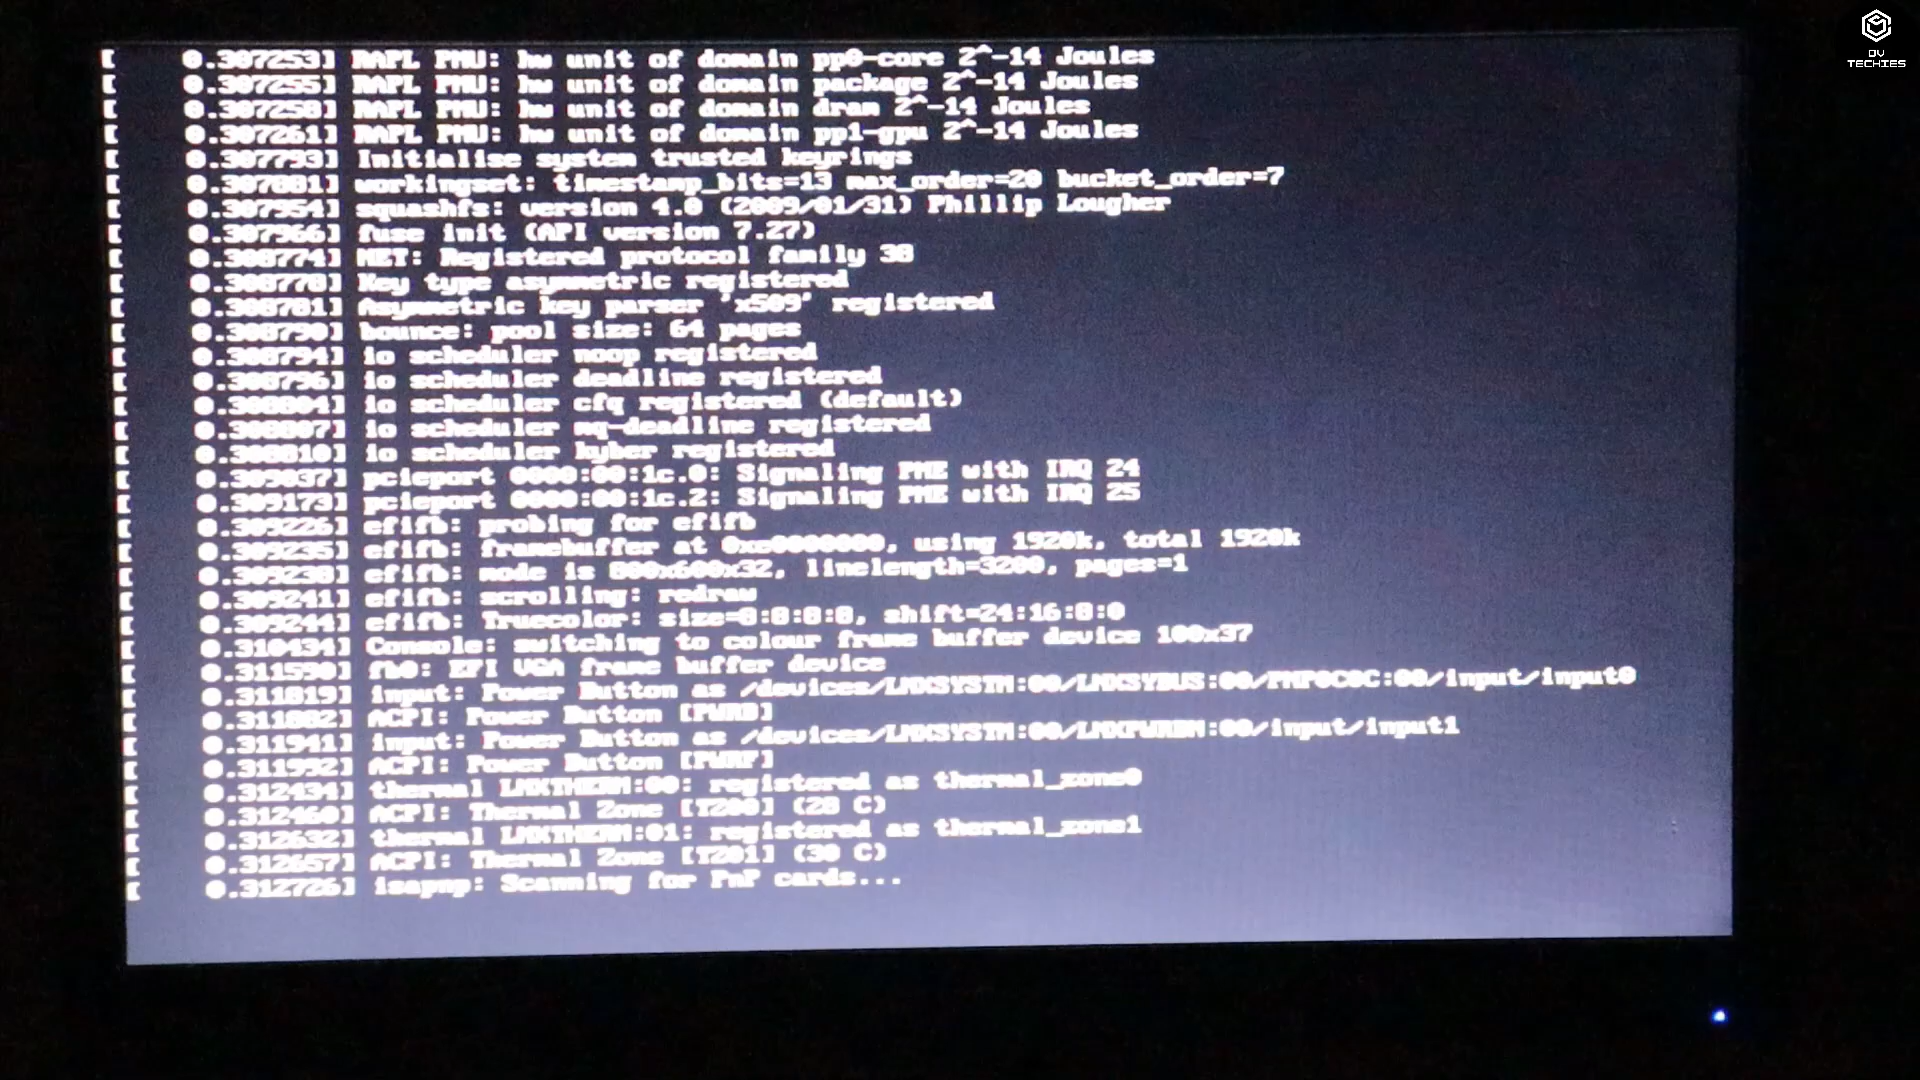 [    0.307253] RAPL PMU: hw unit of domain pp0-core 2^-14 Joules
[    0.307255] RAPL PMU: hw unit of domain package 2^-14 Joules
[    0.307258] RAPL PMU: hw unit of domain dram 2^-14 Joules
[    0.307261] RAPL PMU: hw unit of domain pp1-gpu 2^-14 Joules
[    0.307793] Initialise system trusted keyrings
[    0.307881] workingset: timestamp_bits=13 max_order=20 bucket_order=7
[    0.307954] squashfs: version 4.0 (2009/01/31) Phillip Lougher
[    0.307966] fuse init (API version 7.27)
[    0.308774] NET: Registered protocol family 38
[    0.308778] Key type asymmetric registered
[    0.308781] Asymmetric key parser 'x509' registered
[    0.308790] bounce: pool size: 64 pages
[    0.308794] io scheduler noop registered
[    0.308796] io scheduler deadline registered
[    0.308804] io scheduler cfq registered (default)
[    0.308807] io scheduler mq-deadline registered
[    0.308810] io scheduler kyber registered
[    0.309037] pcieport 0000:00:1c.0: Signaling PME with IRQ 24
[    0.309173] pcieport 0000:00:1c.2: Signaling PME with IRQ 25
[    0.309226] efifb: probing for efifb
[    0.309235] efifb: framebuffer at 0xe0000000, using 1920k, total 1920k
[    0.309238] efifb: mode is 800x600x32, linelength=3200, pages=1
[    0.309241] efifb: scrolling: redraw
[    0.309244] efifb: Truecolor: size=8:8:8:8, shift=24:16:8:0
[    0.310434] Console: switching to colour frame buffer device 100x37
[    0.311590] fb0: EFI VGA frame buffer device
[    0.311819] input: Power Button as /devices/LNXSYSTM:00/LNXSYBUS:00/PNP0C0C:00/input/input0
[    0.311882] ACPI: Power Button [PWRB]
[    0.311941] input: Power Button as /devices/LNXSYSTM:00/LNXPWRBN:00/input/input1
[    0.311992] ACPI: Power Button [PWRF]
[    0.312434] thermal LNXTHERM:00: registered as thermal_zone0
[    0.312460] ACPI: Thermal Zone [TZ00] (28 C)
[    0.312632] thermal LNXTHERM:01: registered as thermal_zone1
[    0.312657] ACPI: Thermal Zone [TZ01] (30 C)
[    0.312726] isapnp: Scanning for PnP cards...
OV
TECHIES